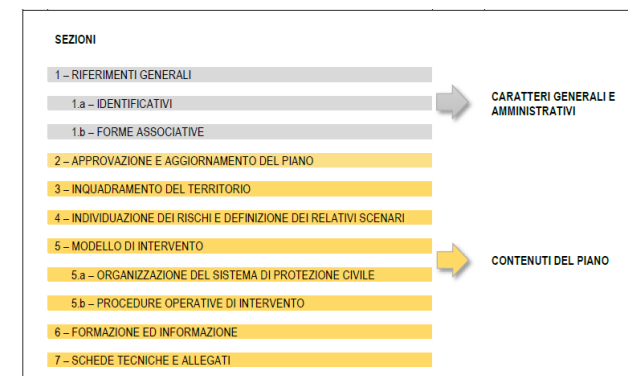 SEZIONI
1 – RIFERIMENTI GENERALI
1.a – IDENTIFICATIVI
1.b – FORME ASSOCIATIVE
CARATTERI GENERALI E
AMMINISTRATIVI
2 – APPROVAZIONE E AGGIORNAMENTO DEL PIANO
3 – INQUADRAMENTO DEL TERRITORIO
4 – INDIVIDUAZIONE DEI RISCHI E DEFINIZIONE DEI RELATIVI SCENARI
5 – MODELLO DI INTERVENTO
5.a – ORGANIZZAZIONE DEL SISTEMA DI PROTEZIONE CIVILE
5.b – PROCEDURE OPERATIVE DI INTERVENTO
6 – FORMAZIONE ED INFORMAZIONE
7 – SCHEDE TECNICHE E ALLEGATI
CONTENUTI DEL PIANO